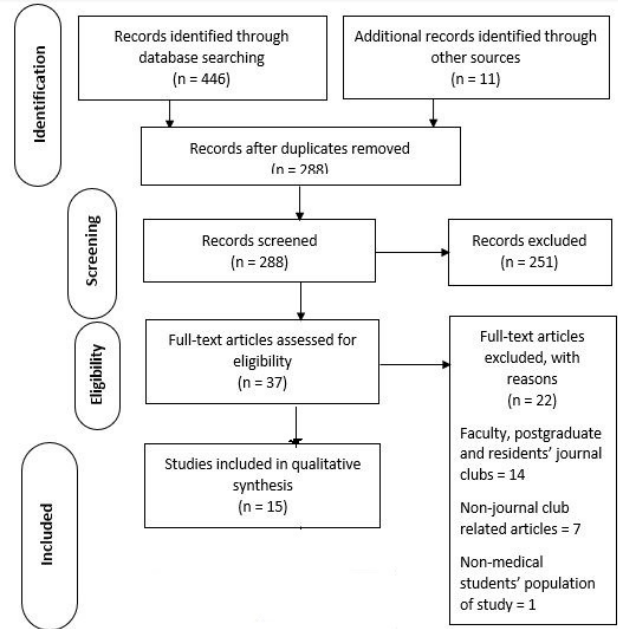 Identification
Records identified through
database searching
(n = 446)
Additional records identified through
other sources
(n = 11)
Records after duplicates removed
(n = 288)
Screening
Records screened
(n = 288)
Records excluded
(n = 251)
Eligibility
Full-text articles assessed for
eligibility
(n = 37)
Full-text articles
excluded, with
reasons
(n = 22)
Faculty, postgraduate
and residents’ journal
clubs = 14
Non-journal club
related articles = 7
Non-medical
students’ population
of study = 1
Included
Studies included in qualitative
synthesis
(n = 15)